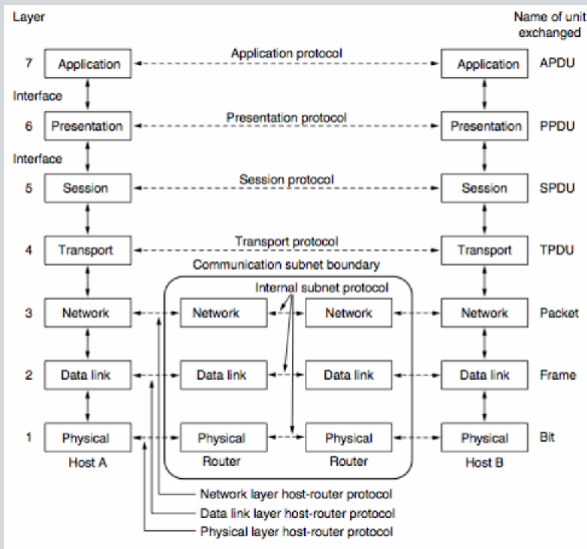 Layer Name of unit exchanged
Application protocol
7 Application Application APDU
Interface
Presentation protocol
6 Presentation Presentation PPDU
Interface
Session protocol
5 Session Session SPDU
Transport protocol
4 Transport Transport TPDU
Communication subnet boundary
Internal subnet protocol
3 Network Network Network Network Packet
2 Data link Data link Data link Data link Frame
1 Physical Physical Physical Physical Bit
Host A Router Router Host B
Network layer host-router protocol
Data link layer host-router protocol
Physical layer host-router protocol